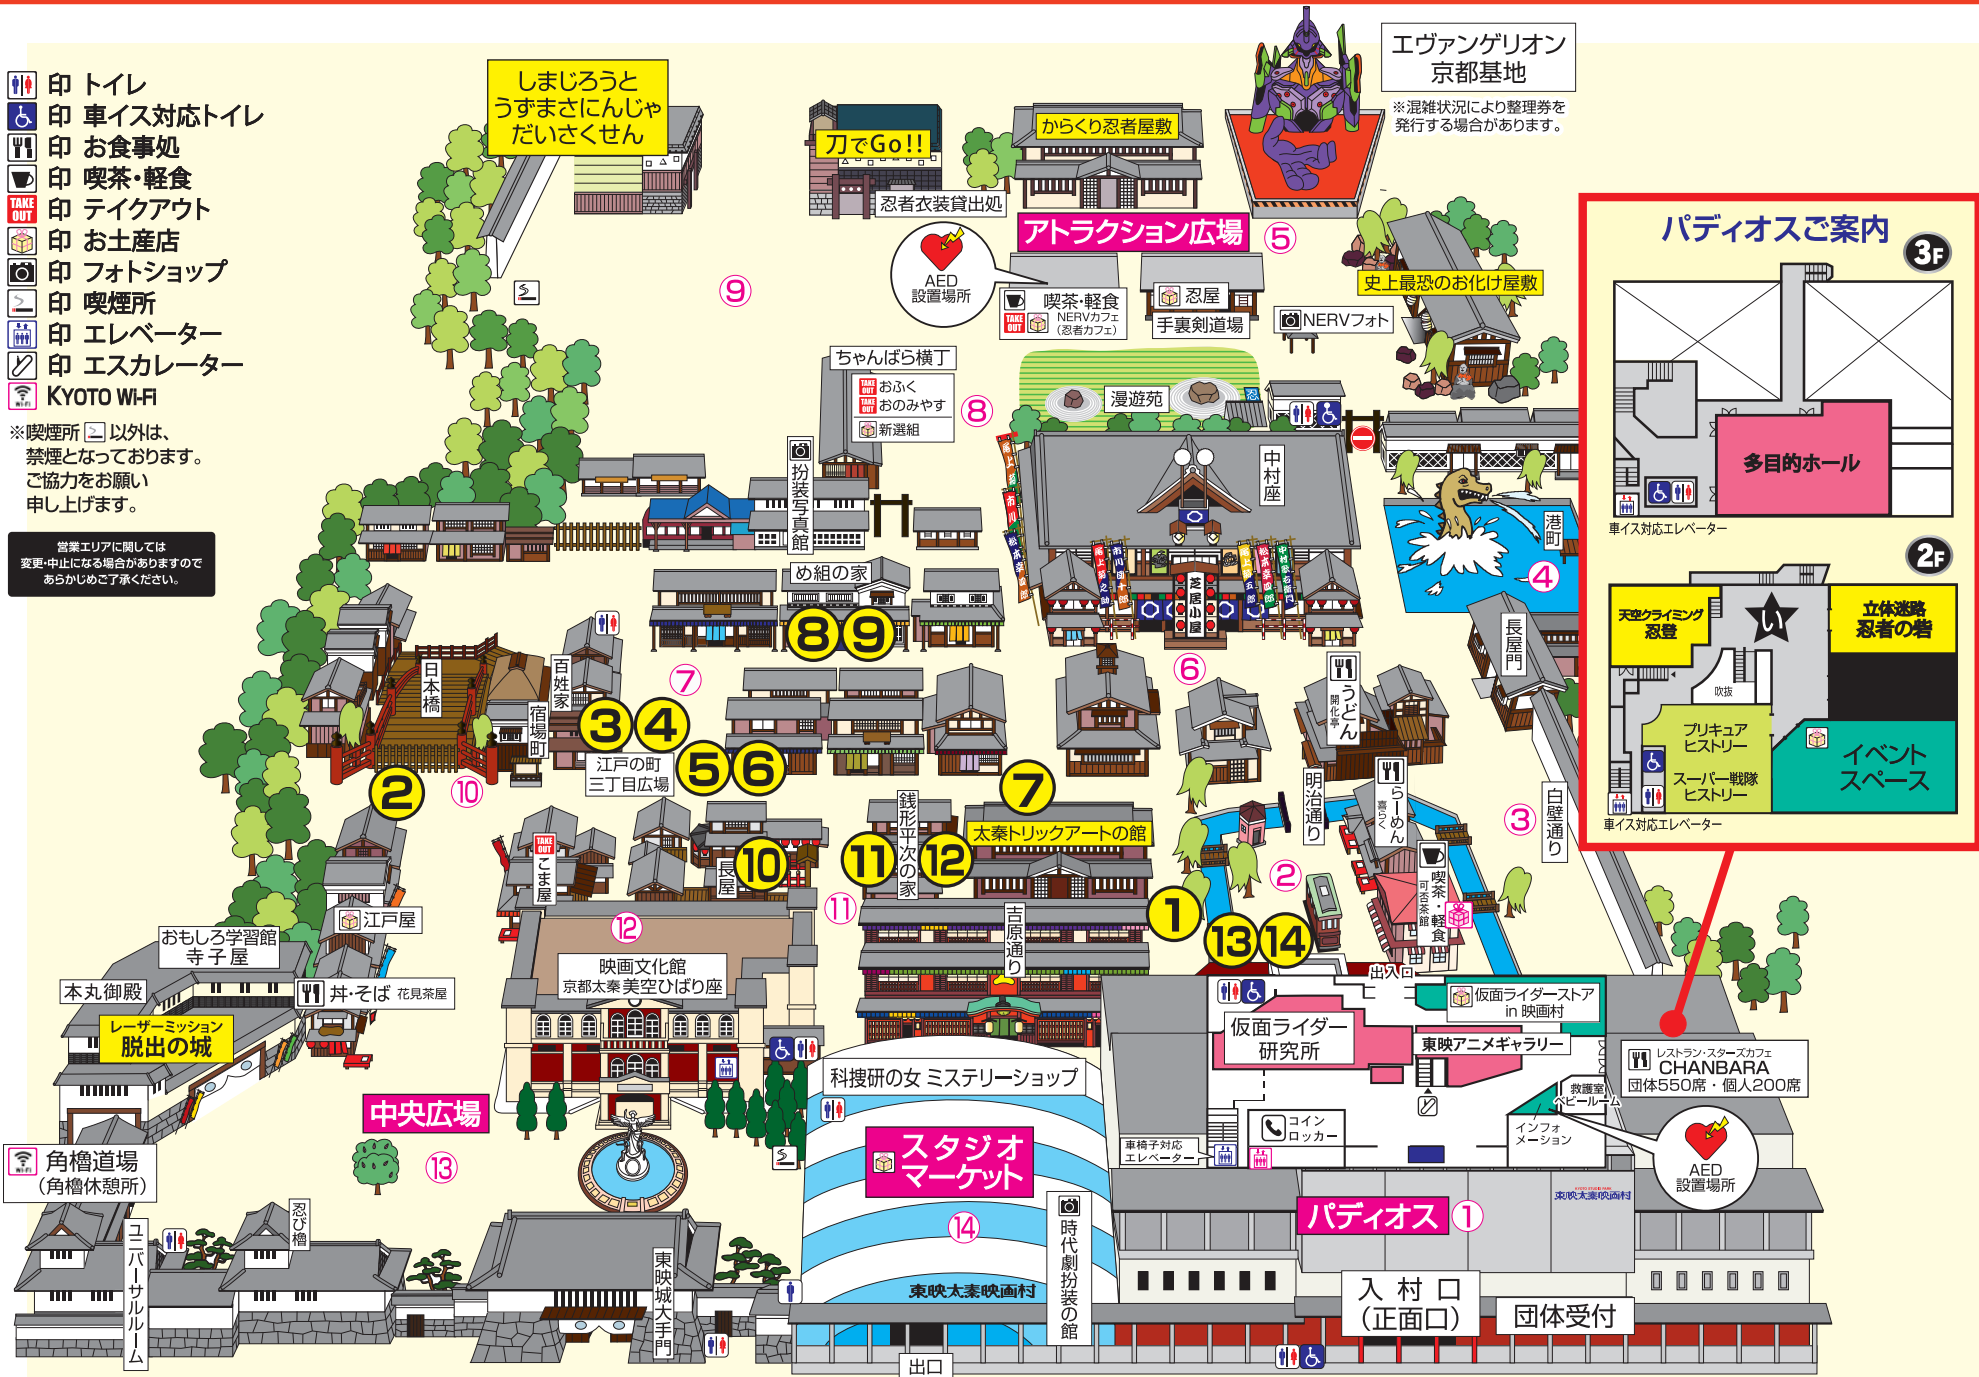 印 トイレ
印 車イス対応トイレ
印 お食事処
印 喫茶・軽食
TAKE OUT 印 テイクアウト
印 お土産店
印 フォトショップ
印 喫煙所
印 エレベーター
印 エスカレーター
Wi-Fi KYOTO Wi-Fi
※喫煙所 以外は、
禁煙となっております。
ご協力をお願い
申し上げます。
営業エリアに関しては
変更・中止になる場合がありますので
あらかじめご了承ください。
しまじろうと
うずまさにんじゃ
だいさくせん
刀でGo!!
忍者衣装貸出処
からくり忍者屋敷
エヴァンゲリオン
京都基地
※混雑状況により整理券を
発行する場合があります。
アトラクション広場 ⑤
AED
設置場所
喫茶・軽食
TAKE OUT
NERVカフェ
(忍者カフェ)
忍屋
手裏剣道場
NERVフォト
史上最恐のお化け屋敷
⑨
ちゃんばら横丁
TAKE OUT おふく
TAKE OUT おのみやす
新選組
⑧
漫遊苑
忍
扮装写真館
中村座
芝居小屋
港町
④
め組の家
8 9
⑦
⑥
日本橋
百姓家
宿場町
3 4
江戸の町
三丁目広場
5 6
2
⑩
うどん
開化亭
長屋門
明治通り
らーめん
喜らく
③
白壁通り
7
太秦トリックアートの館
銭形平次の家
11 12
TAKE OUT
こま屋
長屋
10
⑪
②
喫茶・軽食
可否茶館
江戸屋
おもしろ学習館
寺子屋
本丸御殿
丼・そば 花見茶屋
レーザーミッション
脱出の城
⑫
映画文化館
京都太秦 美空ひばり座
吉原通り
1
13 14
出入口
仮面ライダーストア
in 映画村
仮面ライダー
研究所
東映アニメギャラリー
レストラン・スターズカフェ
CHANBARA
団体550席・個人200席
救護室
ベビールーム
インフォ
メーション
コイン
ロッカー
車椅子対応
エレベーター
AED
設置場所
科捜研の女 ミステリーショップ
中央広場
⑬
Wi-Fi
角櫓道場
(角櫓休憩所)
スタジオ
マーケット
⑭
時代劇扮装の館
東映太秦映画村
パディオス ①
東映太秦映画村
ユニバーサルルーム
忍び櫓
東映城大手門
入村口
(正面口)
団体受付
出口
パディオスご案内
3F
多目的ホール
車イス対応エレベーター
2F
天空クライミング
忍登
い
立体迷路
忍者の砦
吹抜
プリキュア
ヒストリー
スーパー戦隊
ヒストリー
イベント
スペース
車イス対応エレベーター